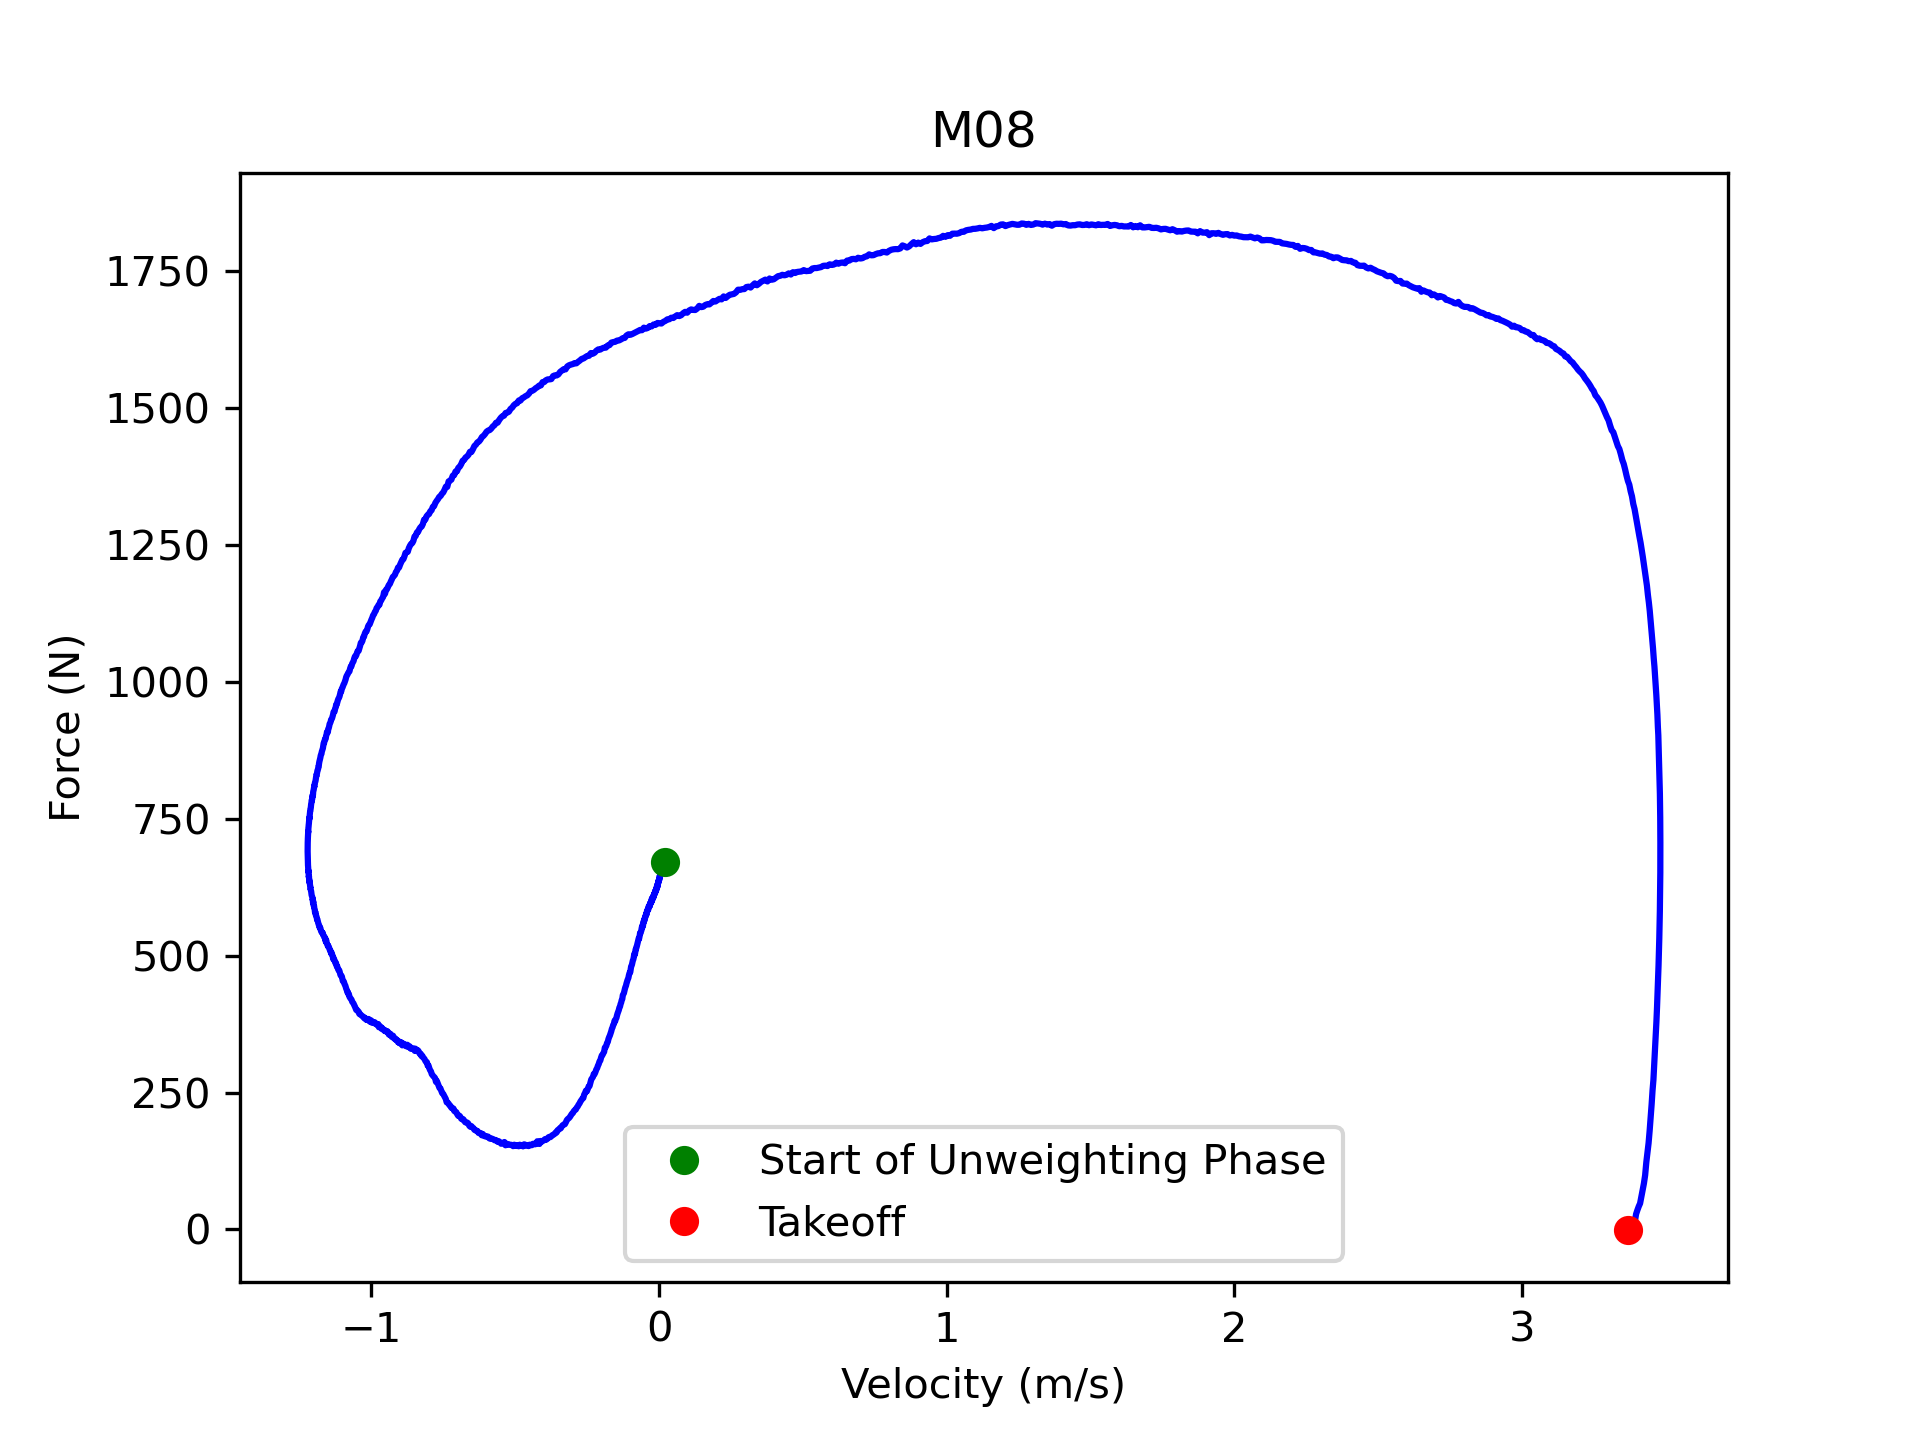 M08
Force (N)
1750
1500
1250
1000
750
500
250
0
Start of Unweighting Phase
Takeoff
−1 0 1 2 3
Velocity (m/s)